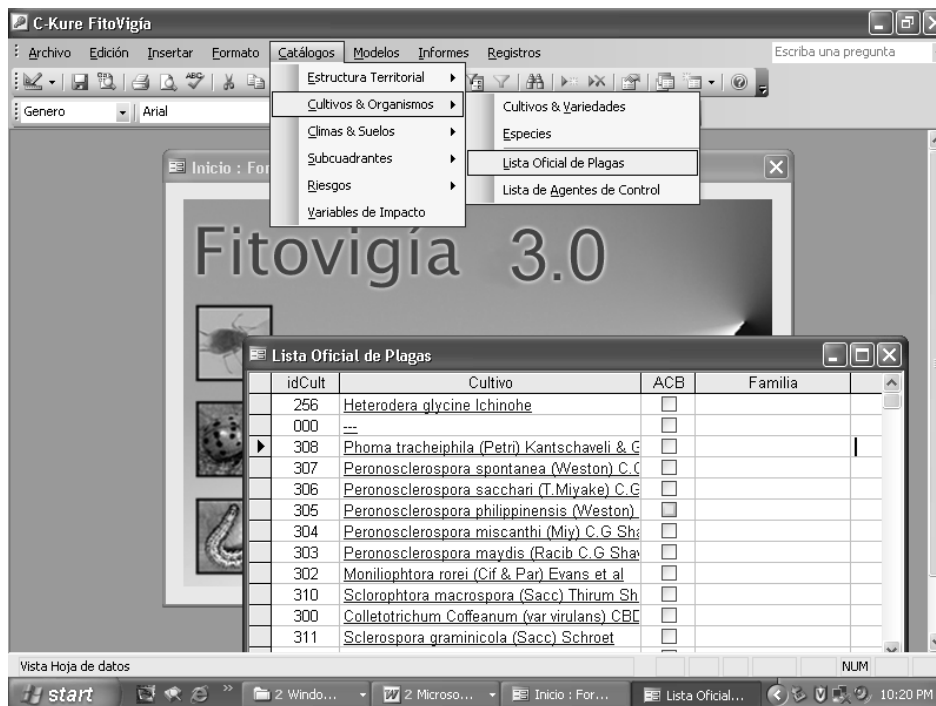 C-Kure FitoVigía
Archivo Edición Insertar Formato Catálogos Modelos Informes Registros Escriba una pregunta
Genero Arial
Estructura Territorial
Cultivos & Organismos
Climas & Suelos
Subcuadrantes
Riesgos
Variables de Impacto
Cultivos & Variedades
Especies
Lista Oficial de Plagas
Lista de Agentes de Control
Inicio : For
Fitovigía 3.0
Lista Oficial de Plagas
idCult Cultivo ACB Familia
256 Heterodera glycine Ichinohe
000 ---
308 Phoma tracheiphila (Petri) Kantschaveli & G
307 Peronosclerospora spontanea (Weston) C.G
306 Peronosclerospora sacchari (T.Miyake) C.G
305 Peronosclerospora philippinensis (Weston)
304 Peronosclerospora miscanthi (Miy) C.G Sha
303 Peronosclerospora maydis (Racib C.G Shav
302 Moniliophtora rorei (Cif & Par) Evans et al
310 Sclorophtora macrospora (Sacc) Thirum Sh
300 Colletotrichum Coffeanum (var virulans) CBD
311 Sclerospora graminicola (Sacc) Schroet
Vista Hoja de datos NUM
start 2 Windo... 2 Microso... Inicio : For... Lista Oficial... 10:20 PM